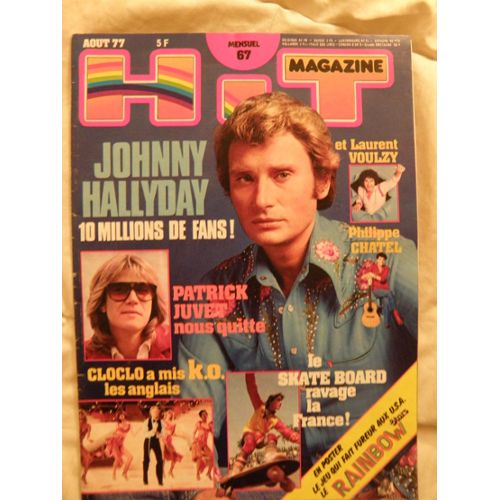 AOUT 77
5 F
MENSUEL
67
HiT
MAGAZINE
JOHNNY
HALLYDAY
10 MILLIONS DE FANS !
et Laurent
VOULZY
Philippe
CHATEL
PATRICK
JUVET
nous quitte
CLOCLO a mis k.o.
les anglais
le
SKATE BOARD
ravage
la
France !
EN POSTER
LE JEU QUI FAIT FUREUR AUX U.S.A.
LE RAINBOW